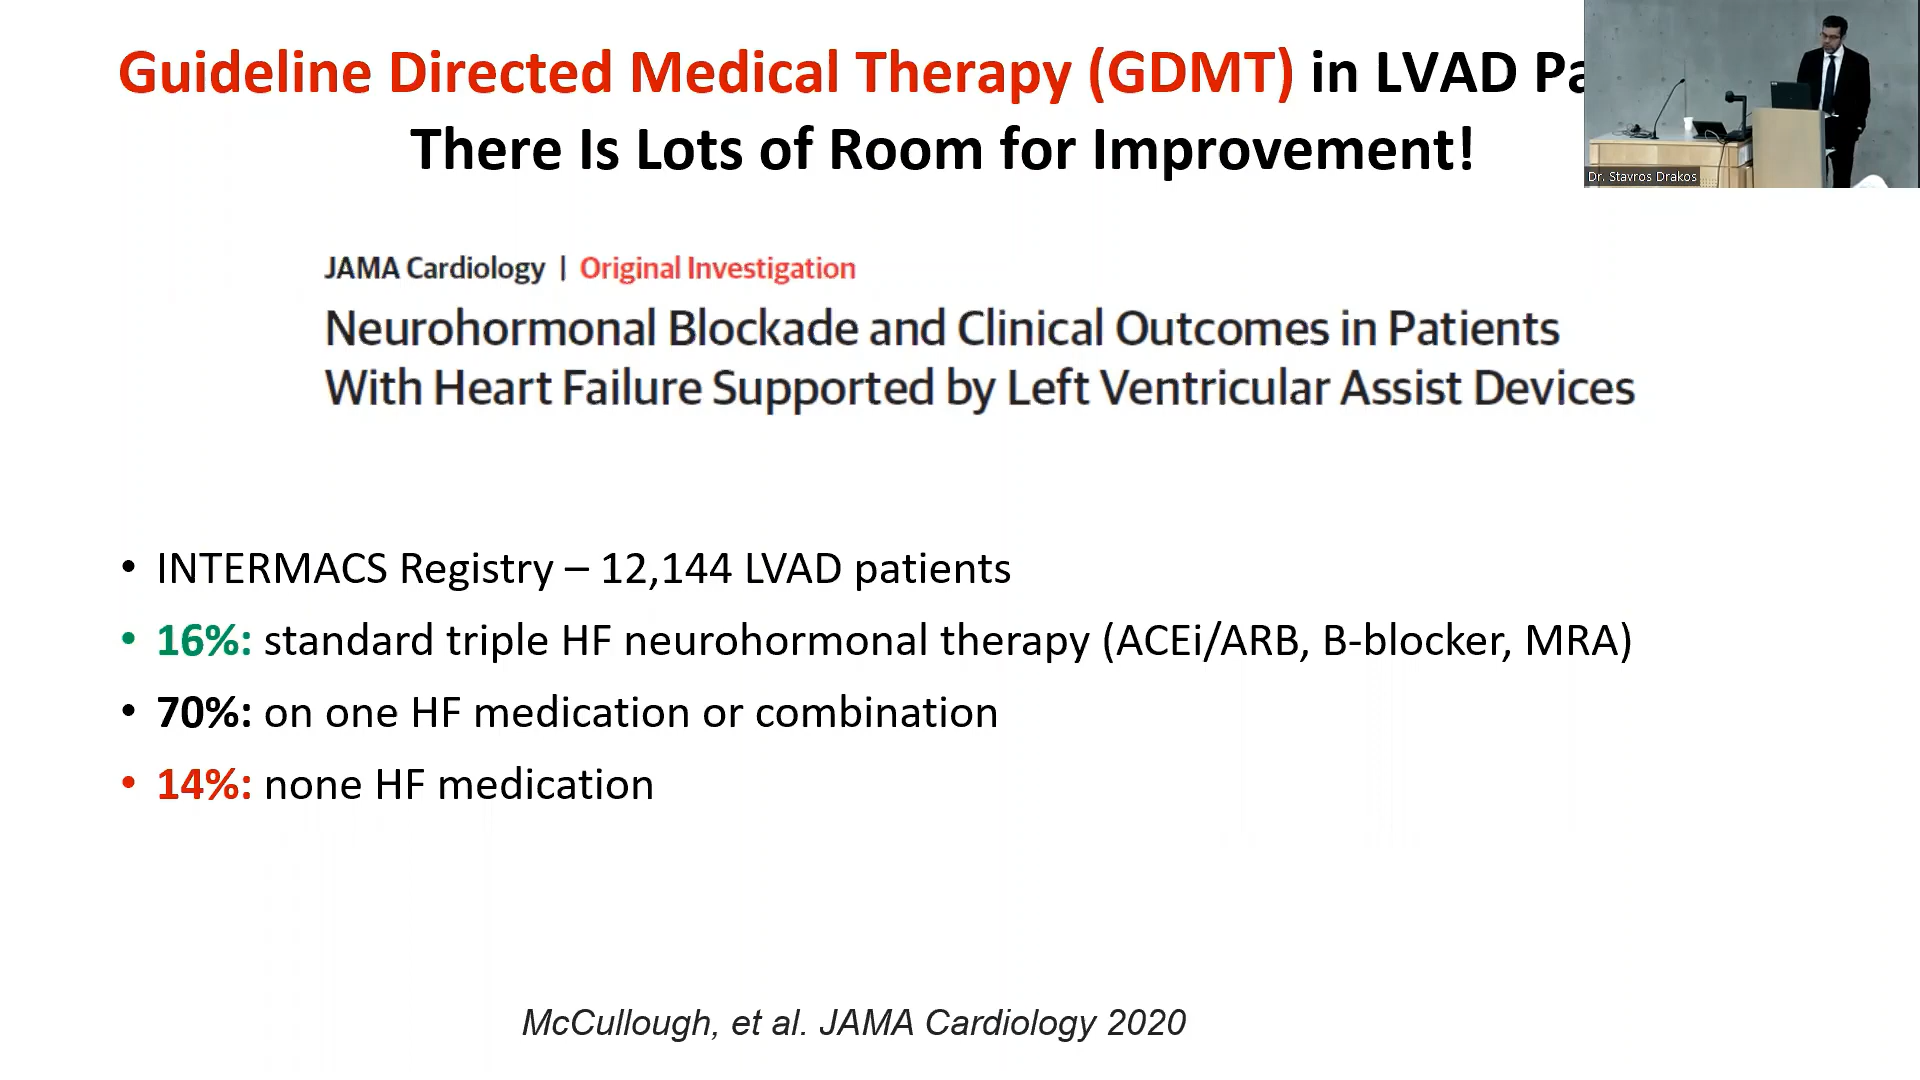 Guideline Directed Medical Therapy (GDMT) in LVAD
There Is Lots of Room for Improvement!
Dr. Stavros Drakos
JAMA Cardiology | Original Investigation
Neurohormonal Blockade and Clinical Outcomes in Patients
With Heart Failure Supported by Left Ventricular Assist Devices
• INTERMACS Registry – 12,144 LVAD patients
• 16%: standard triple HF neurohormonal therapy (ACEi/ARB, B-blocker, MRA)
• 70%: on one HF medication or combination
• 14%: none HF medication
McCullough, et al. JAMA Cardiology 2020